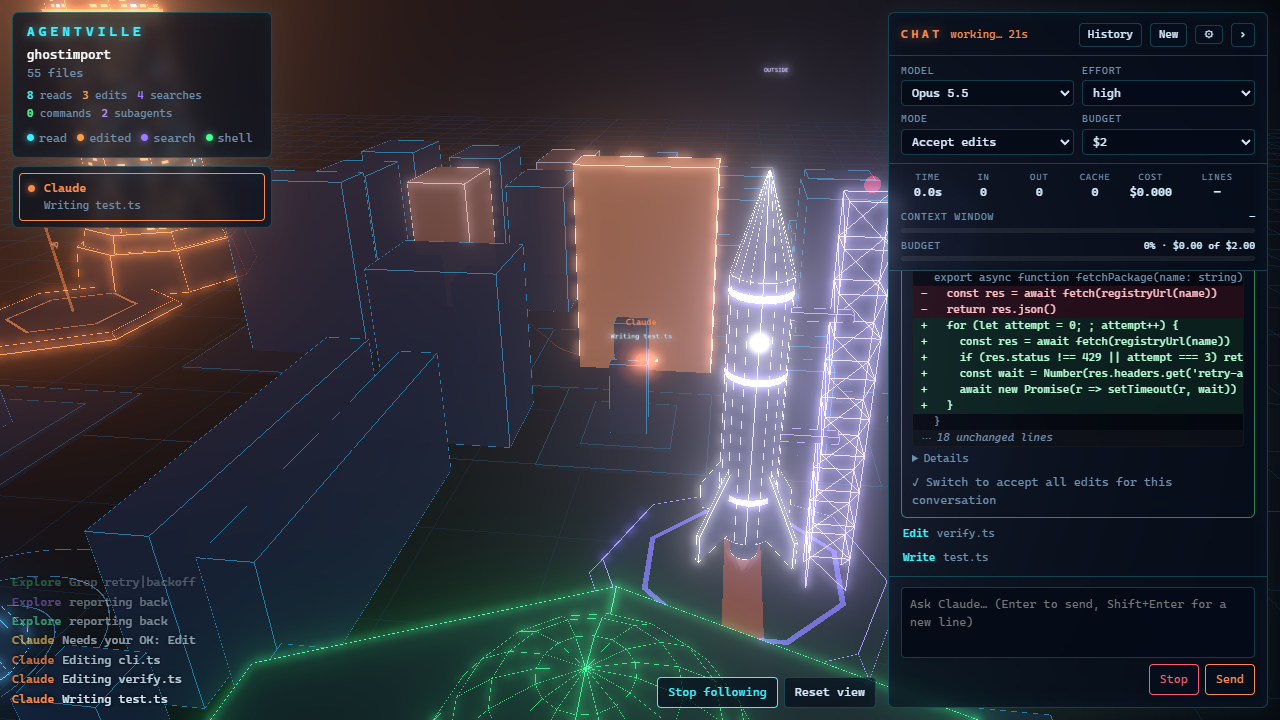 AGENTVILLE
ghostimport
55 files
8 reads 3 edits 4 searches
0 commands 2 subagents
read edited search shell
Claude
Writing test.ts
OUTSIDE
Claude
Writing test.ts
Explore Grep retry|backoff
Explore reporting back
Explore reporting back
Claude Needs your OK: Edit
Claude Editing cli.ts
Claude Editing verify.ts
Claude Writing test.ts
Stop following
Reset view
CHAT working… 21s
History
New
⚙
›
MODEL
EFFORT
Opus 5.5
high
MODE
BUDGET
Accept edits
$2
TIME IN OUT CACHE COST LINES
0.0s 0 0 0 $0.000 —
CONTEXT WINDOW —
BUDGET 0% · $0.00 of $2.00
export async function fetchPackage(name: string)
- const res = await fetch(registryUrl(name))
- return res.json()
+ for (let attempt = 0; ; attempt++) {
+ const res = await fetch(registryUrl(name))
+ if (res.status !== 429 || attempt === 3) ret
+ const wait = Number(res.headers.get('retry-a
+ await new Promise(r => setTimeout(r, wait))
+ }
}
⋯ 18 unchanged lines
▶ Details
✓ Switch to accept all edits for this
conversation
Edit verify.ts
Write test.ts
Ask Claude… (Enter to send, Shift+Enter for a
new line)
Stop
Send